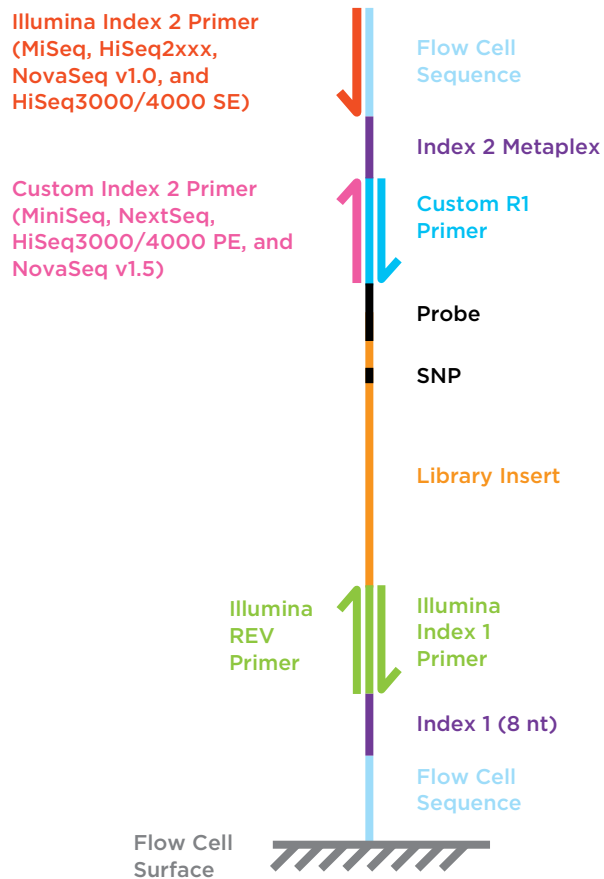 Illumina Index 2 Primer
(MiSeq, HiSeq2xxx,
NovaSeq v1.0, and
HiSeq3000/4000 SE)
Flow Cell
Sequence
Index 2 Metaplex
Custom Index 2 Primer
(MiniSeq, NextSeq,
HiSeq3000/4000 PE, and
NovaSeq v1.5)
Custom R1
Primer
Probe
SNP
Library Insert
Illumina
REV
Primer
Illumina
Index 1
Primer
Index 1 (8 nt)
Flow Cell
Sequence
Flow Cell
Surface